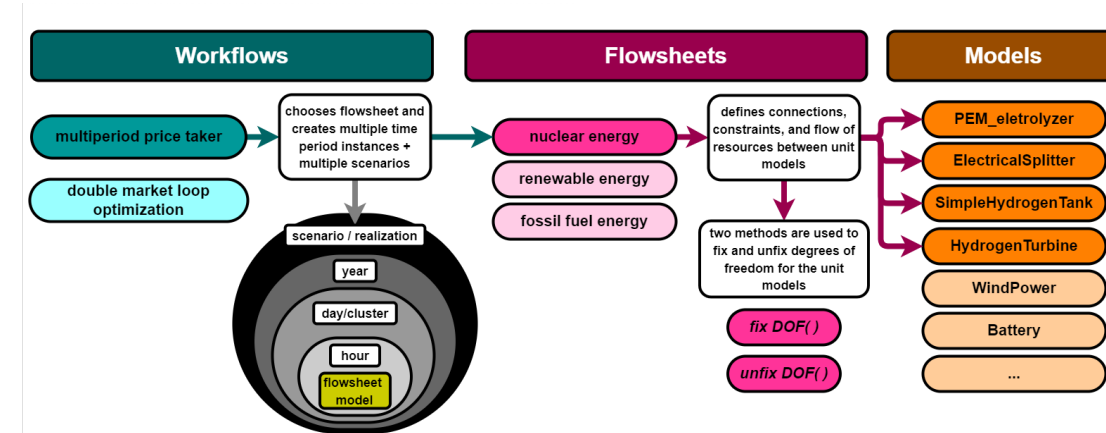 Workflows
Flowsheets
Models
multiperiod price taker
chooses flowsheet and
creates multiple time
period instances +
multiple scenarios
double market loop
optimization
scenario / realization
year
day/cluster
hour
flowsheet
model
nuclear energy
renewable energy
fossil fuel energy
defines connections,
constraints, and flow of
resources between unit
models
two methods are used to
fix and unfix degrees of
freedom for the unit
models
fix DOF( )
unfix DOF( )
PEM_eletrolyzer
ElectricalSplitter
SimpleHydrogenTank
HydrogenTurbine
WindPower
Battery
...